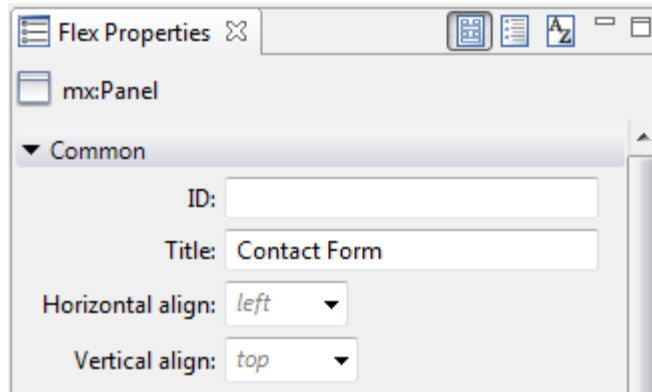 Flex Properties
mx:Panel
Common
ID:
Title: Contact Form
Horizontal align: left
Vertical align: top